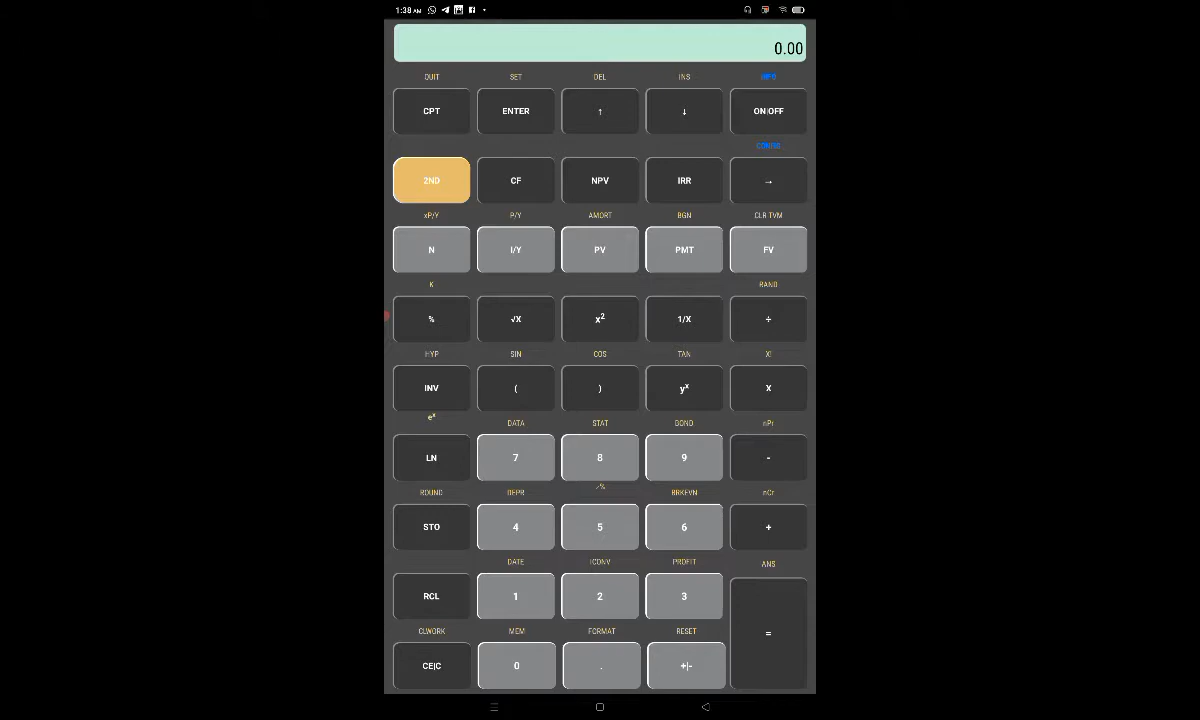 1:38 AM
0.00
QUIT SET DEL INS INFO
CPT ENTER ↑ ↓ ON|OFF
2ND CF NPV IRR →
xP/Y P/Y AMORT BGN CLR TVM
N I/Y PV PMT FV
K RAND
% √X x² 1/X ÷
HYP SIN COS TAN X!
INV ( ) yˣ X
eˣ DATA STAT BOND nPr
LN 7 8 9 -
ROUND DEPR BRKEVN nCr
STO 4 5 6 +
DATE ICONV PROFIT ANS
RCL 1 2 3 =
CLWORK MEM FORMAT RESET
CE|C 0 . +|-